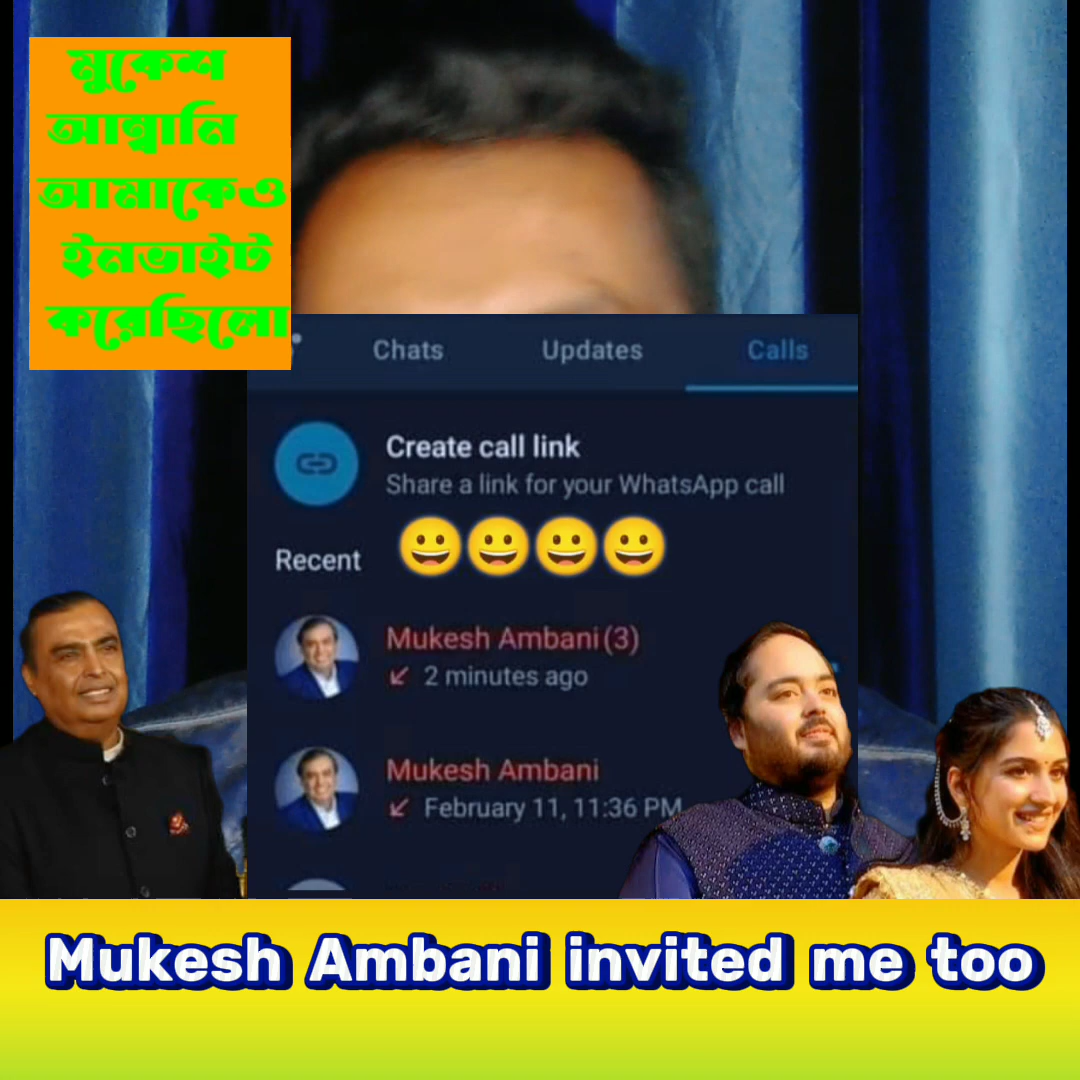 মুকেশ
আম্বানি
আমাকেও
ইনভাইট
করেছিলো
Chats Updates Calls
Create call link
Share a link for your WhatsApp call
Recent 😀😀😀😀
Mukesh Ambani (3)
↙ 2 minutes ago
Mukesh Ambani
↙ February 11, 11:36 PM
Mukesh Ambani invited me too